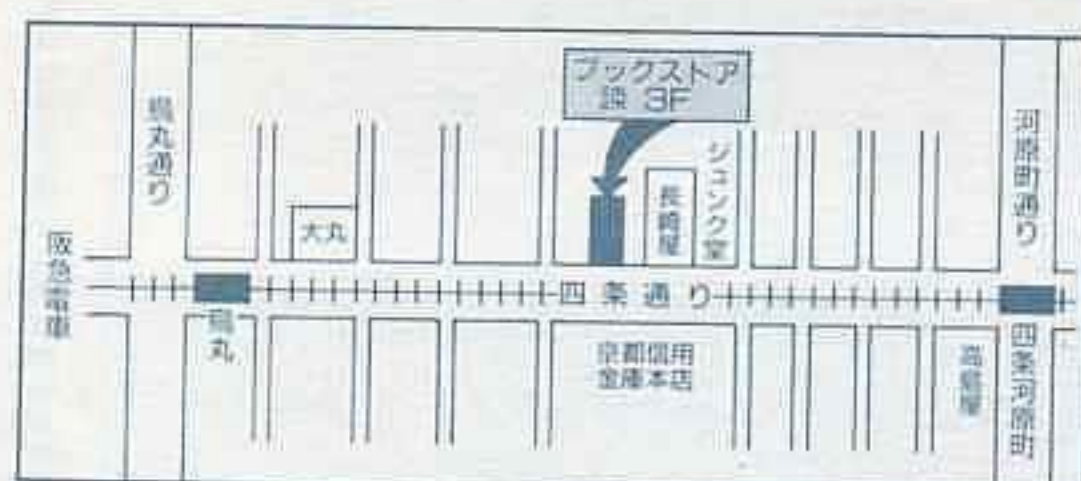 ブックストア
談 3F
烏丸通り
河原町通り
ジュンク堂
長崎屋
大丸
阪急電車
四条通り
烏丸
京都信用
金庫本店
高島屋
四条河原町